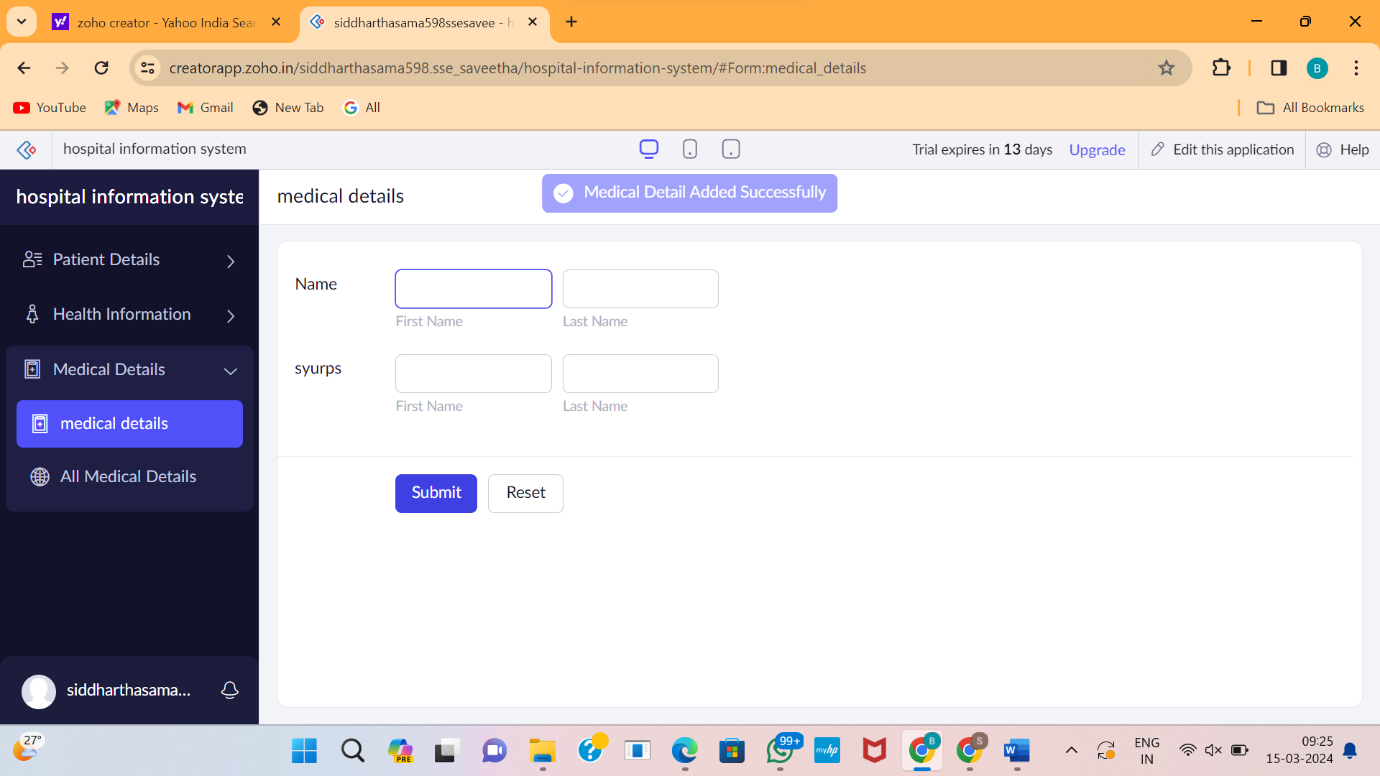 zoho creator - Yahoo India Sear
siddharthasama598ssesavee - h
creatorapp.zoho.in/siddharthasama598.sse_saveetha/hospital-information-system/#Form:medical_details
B
YouTube
Maps
Gmail
New Tab
All
All Bookmarks
hospital information system
Trial expires in 13 days
Upgrade
Edit this application
Help
hospital information syste
medical details
Medical Detail Added Successfully
Patient Details
Health Information
Medical Details
medical details
All Medical Details
Name
First Name
Last Name
syurps
First Name
Last Name
Submit
Reset
siddharthasama...
27°
PRE
99+
myhp
B
S
W
ENG
IN
09:25
15-03-2024